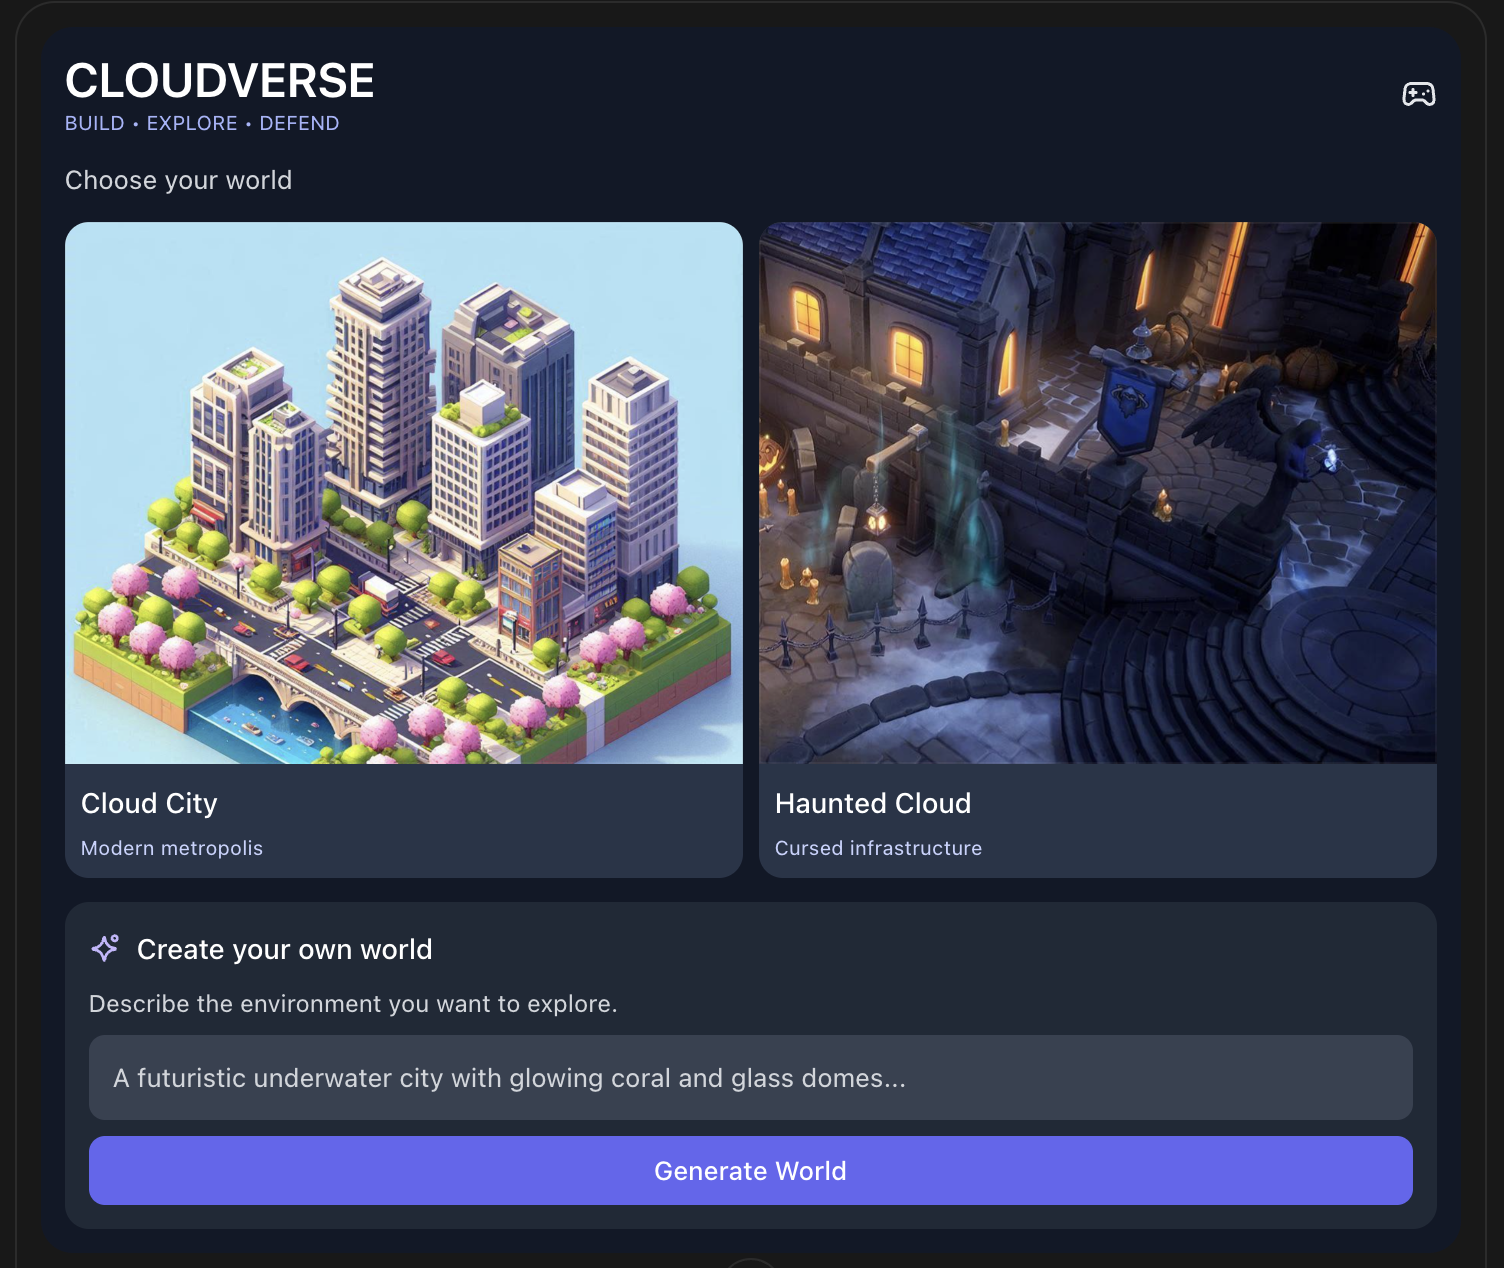 CLOUDVERSE
BUILD • EXPLORE • DEFEND
Choose your world
Cloud City
Modern metropolis
Haunted Cloud
Cursed infrastructure
Create your own world
Describe the environment you want to explore.
A futuristic underwater city with glowing coral and glass domes...
Generate World